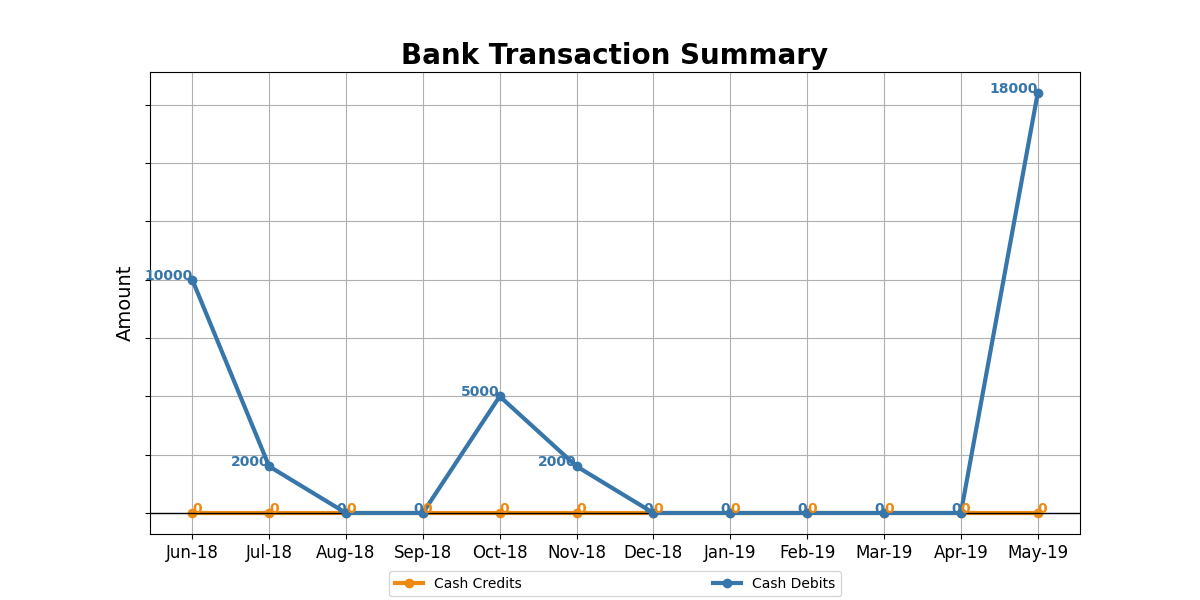 Bank Transaction Summary
Amount
18000
10000
5000
2000
2000
0 0 00 00 0 0 00 00 00 00 00 0
Jun-18 Jul-18 Aug-18 Sep-18 Oct-18 Nov-18 Dec-18 Jan-19 Feb-19 Mar-19 Apr-19 May-19
Cash Credits Cash Debits